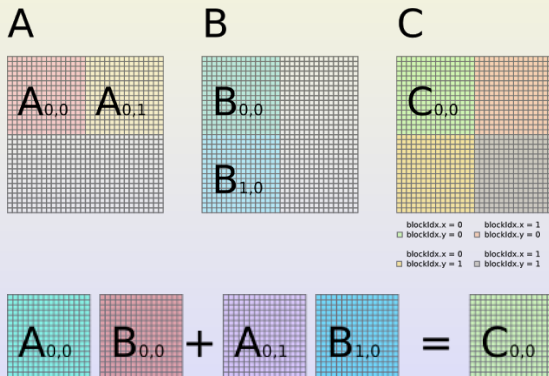 A B C
A0,0 A0,1 B0,0 C0,0
B1,0
blockIdx.x = 0 blockIdx.x = 1
blockIdx.y = 0 blockIdx.y = 0
blockIdx.x = 0 blockIdx.x = 1
blockIdx.y = 1 blockIdx.y = 1
A0,0 B0,0 + A0,1 B1,0 = C0,0